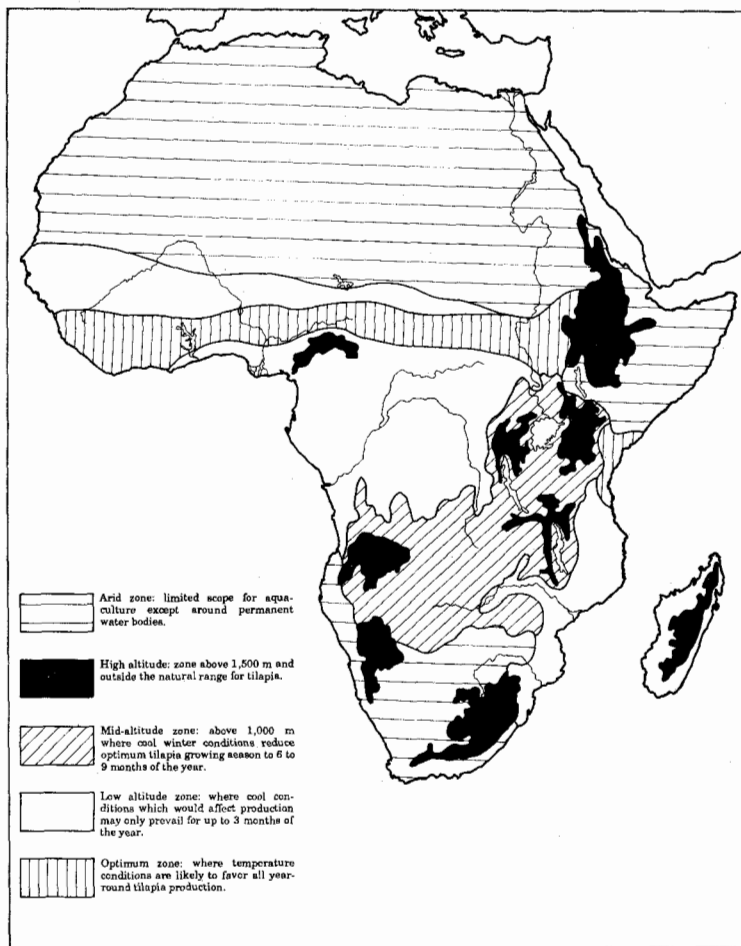 Arid zone: limited scope for aqua-
culture except around permanent
water bodies.
High altitude: zone above 1,500 m and
outside the natural range for tilapia.
Mid-altitude zone: above 1,000 m
where cool winter conditions reduce
optimum tilapia growing season to 6 to
9 months of the year.
Low altitude zone: where cool con-
ditions which would affect production
may only prevail for up to 3 months of
the year.
Optimum zone: where temperature
conditions are likely to favor all year-
round tilapia production.